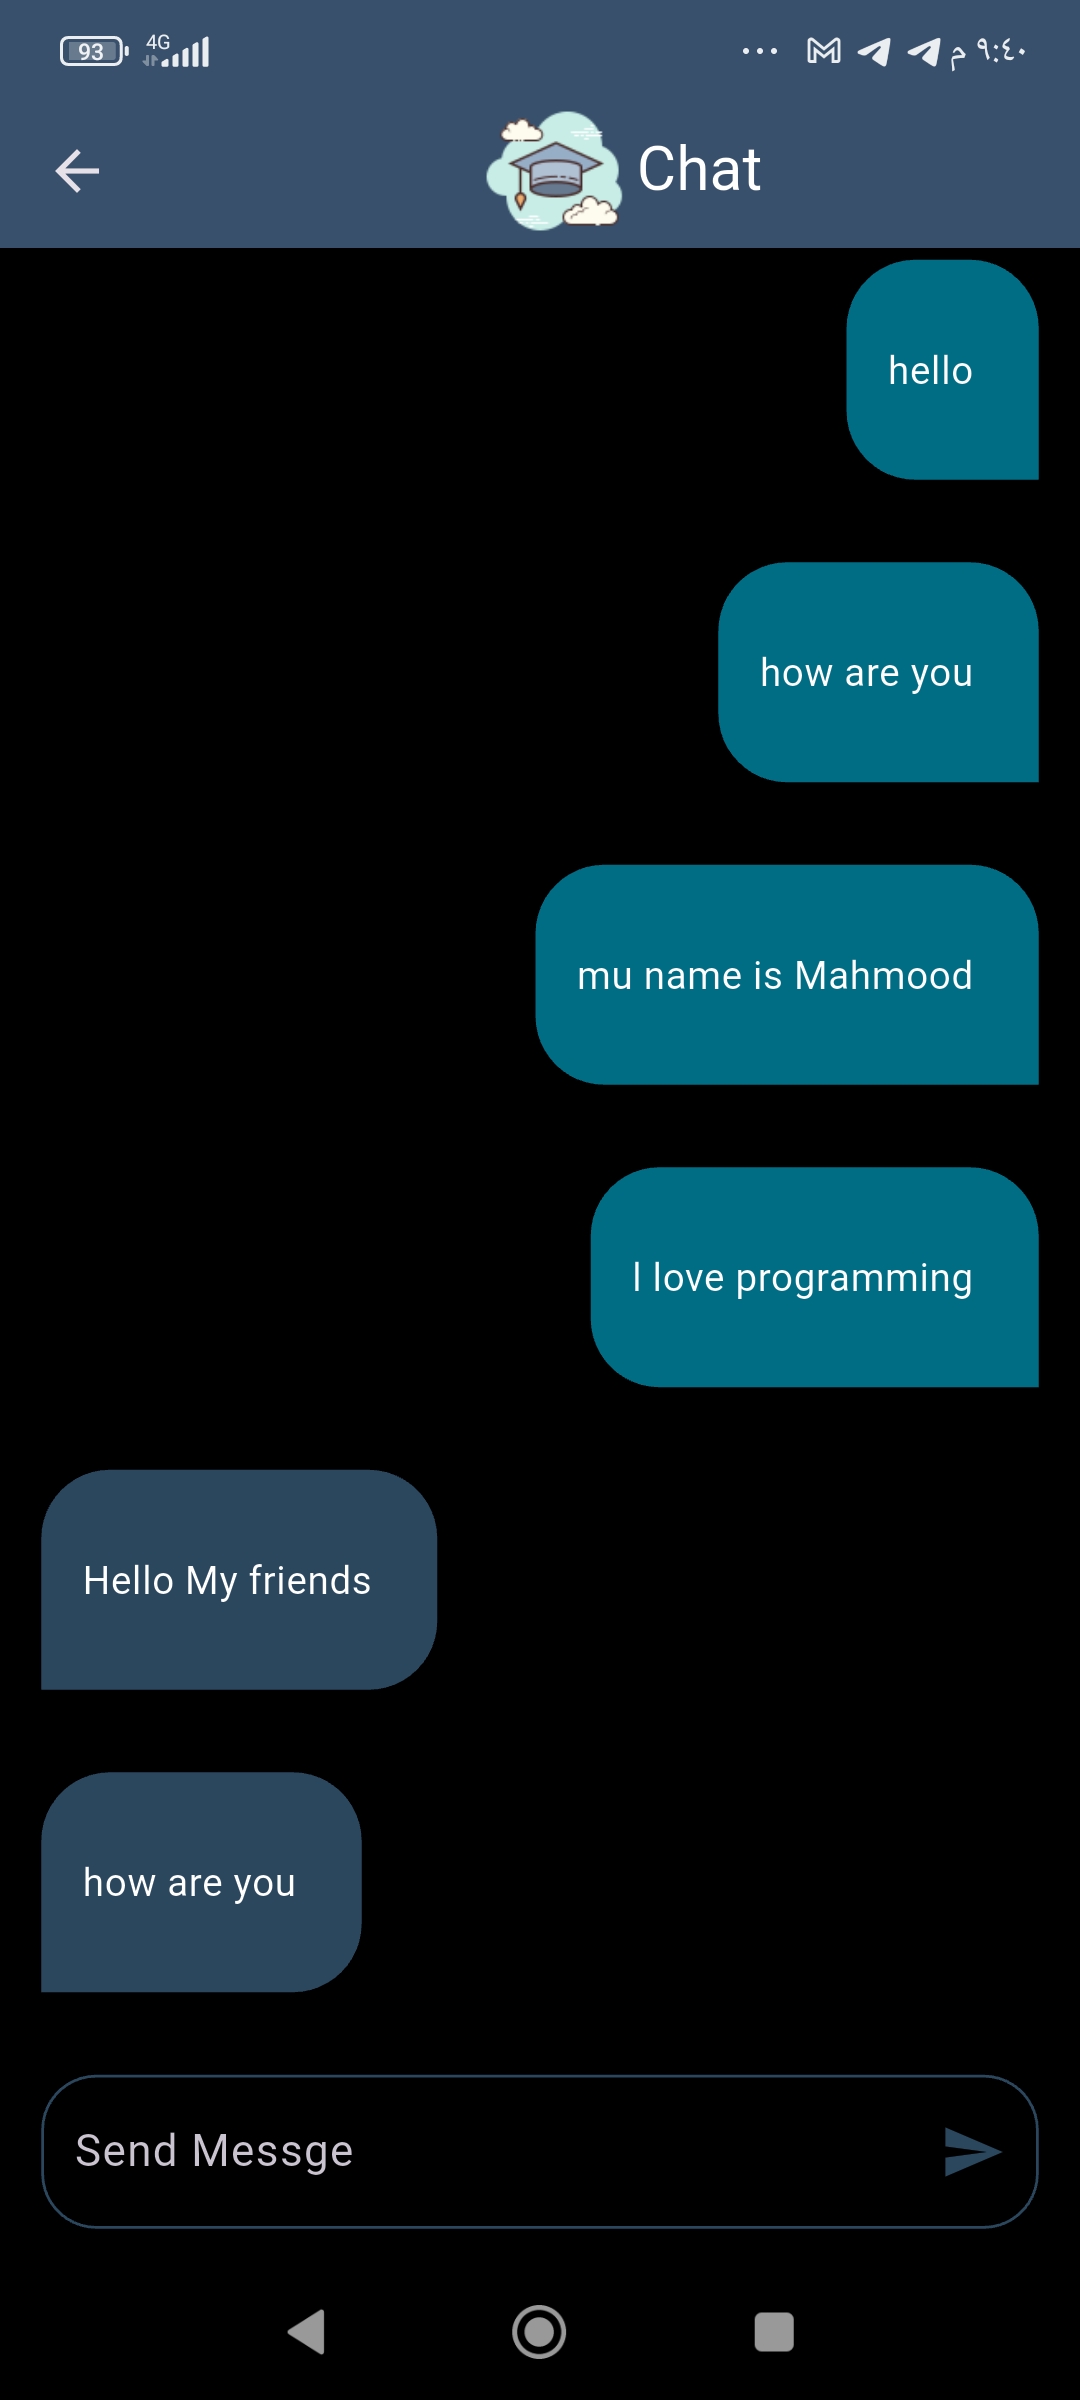 93 4G م ٩:٤٠
Chat
hello
how are you
mu name is Mahmood
I love programming
Hello My friends
how are you
Send Messge